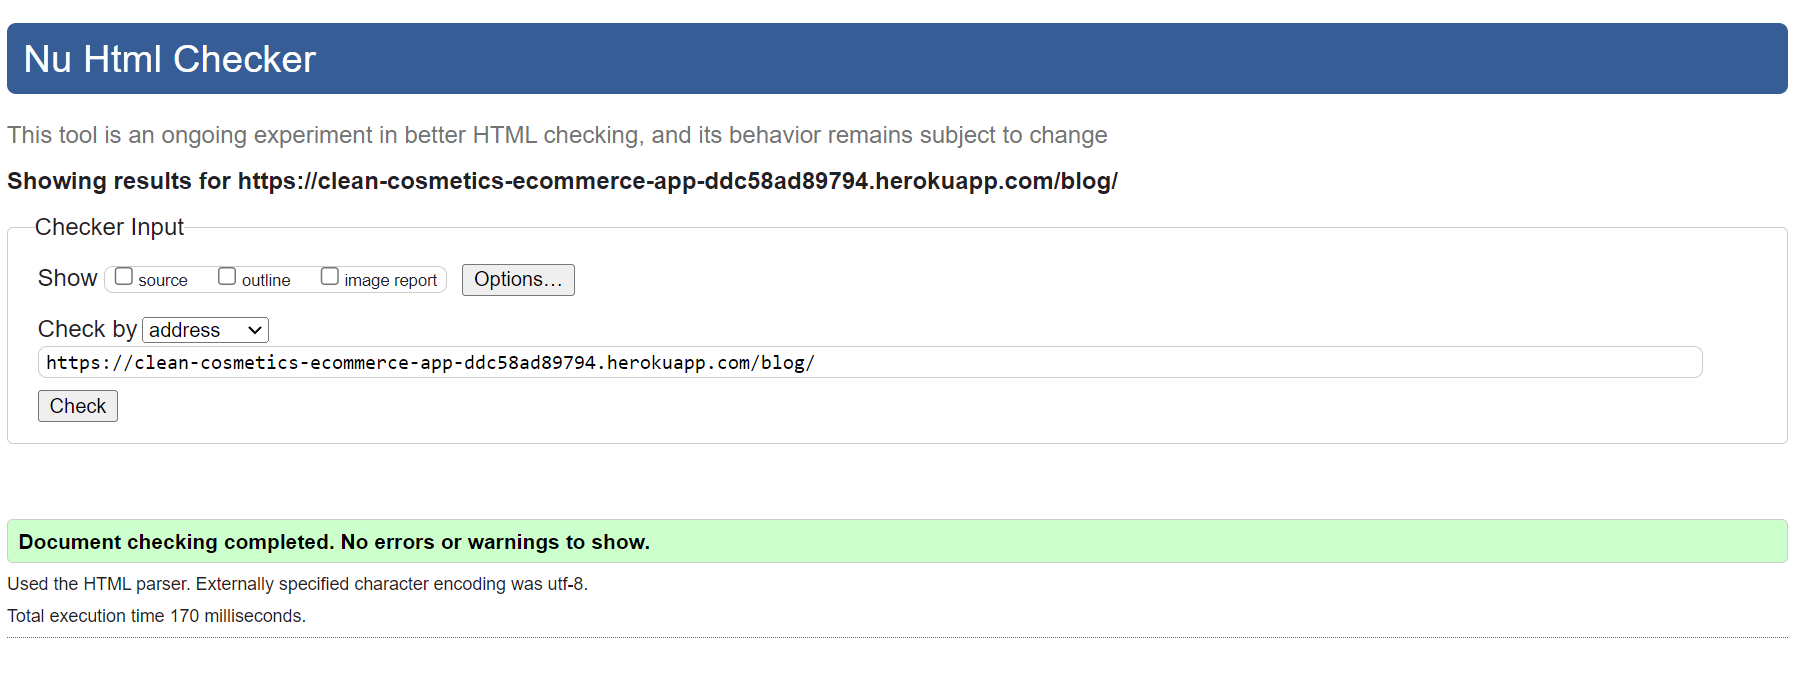 Nu Html Checker
This tool is an ongoing experiment in better HTML checking, and its behavior remains subject to change
Showing results for https://clean-cosmetics-ecommerce-app-ddc58ad89794.herokuapp.com/blog/
Checker Input
Show source outline image report Options...
Check by address
https://clean-cosmetics-ecommerce-app-ddc58ad89794.herokuapp.com/blog/
Check
Document checking completed. No errors or warnings to show.
Used the HTML parser. Externally specified character encoding was utf-8.
Total execution time 170 milliseconds.